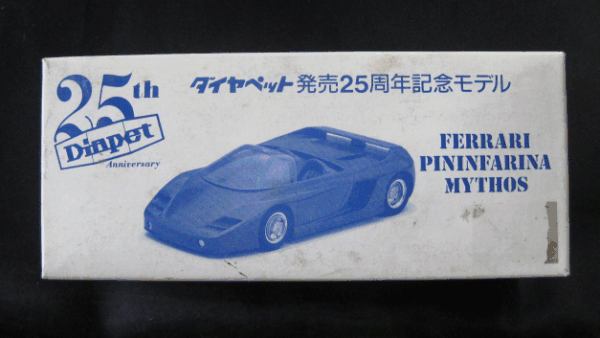 25th
Diapet
Anniversary
ダイヤペット発売25周年記念モデル
FERRARI
PININFARINA
MYTHOS